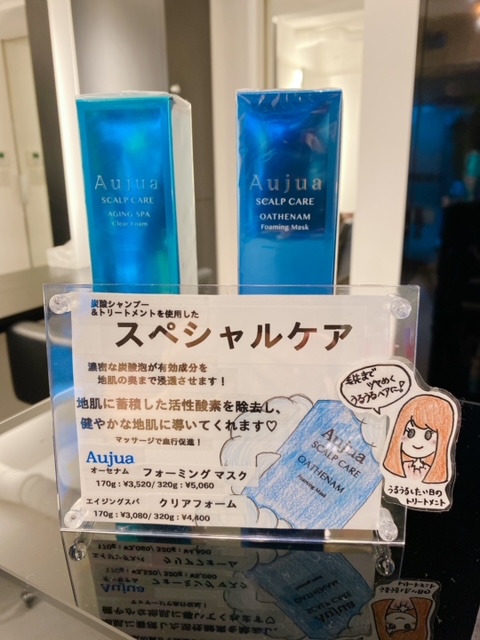 Aujua
SCALP CARE
AGING SPA
Clear Foam
Aujua
SCALP CARE
OATHENAM
Foaming Mask
炭酸シャンプー
&トリートメントを使用した
スペシャルケア
濃密な炭酸泡が有効成分を
地肌の奥まで浸透させます!
地肌に蓄積した活性酸素を除去し、
健やかな地肌に導いてくれます♡
マッサージで血行促進!
Aujua
オーセナム フォーミング マスク
170g:¥3,520/320g:¥5,060
エイジングスパ クリアフォーム
170g:¥3,080/320g:¥4,400
Aujua
SCALP CARE
OATHENAM
Foaming Mask
毛先まで
ツヤめく
うるうるヘアに♪
うるうるしたい日の
トリートメント